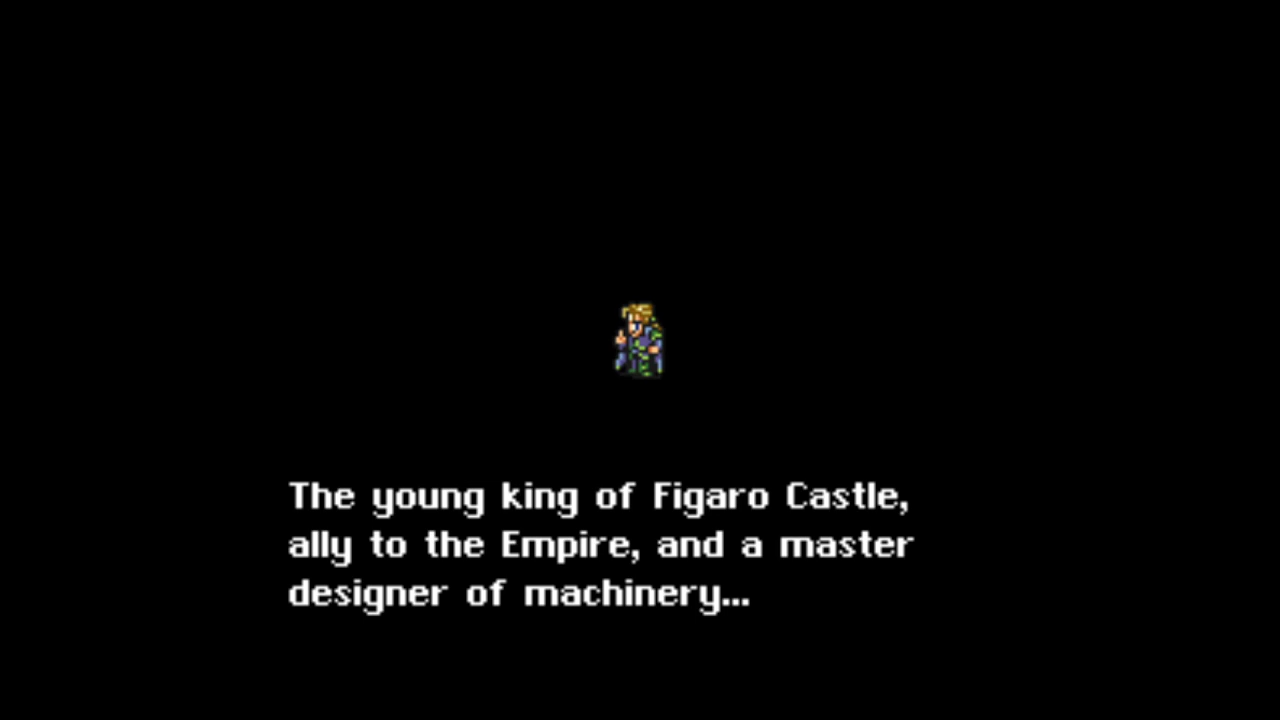 The young king of Figaro Castle,
ally to the Empire, and a master
designer of machinery...